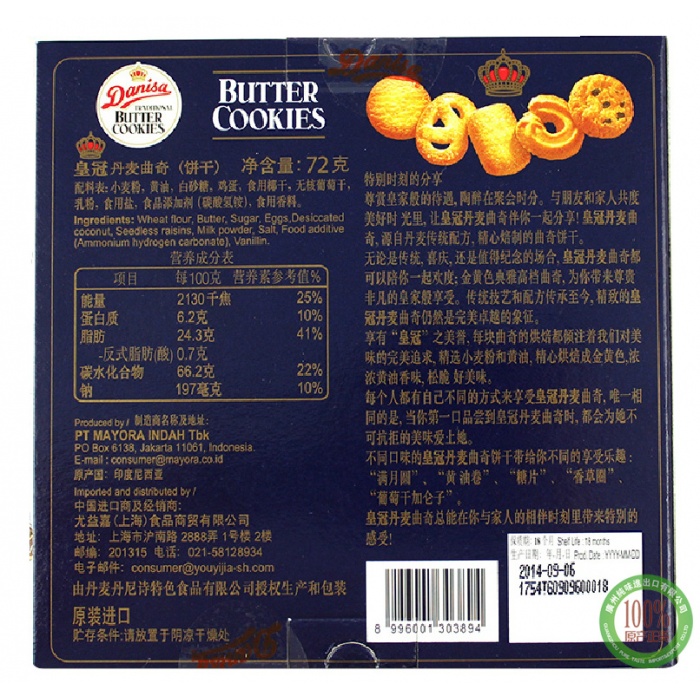 Danisa
TRADITIONAL
BUTTER
COOKIES
BUTTER
COOKIES
皇冠丹麦曲奇（饼干） 净含量：72克
配料表：小麦粉，黄油，白砂糖，鸡蛋，食用椰干，无核葡萄干，
乳粉，食用盐，食品添加剂（碳酸氢铵），食用香料。
Ingredients: Wheat flour, Butter, Sugar, Eggs, Desiccated
coconut, Seedless raisins, Milk powder, Salt, Food additive
(Ammonium hydrogen carbonate), Vanillin.
营养成分表
项目 每100克 营养素参考值%
能量 2130千焦 25%
蛋白质 6.2克 10%
脂肪 24.3克 41%
-反式脂肪(酸) 0.7克
碳水化合物 66.2克 22%
钠 197毫克 10%
Produced by / 制造商名称及地址:
PT MAYORA INDAH Tbk
PO Box 6138, Jakarta 11061, Indonesia.
E-mail : consumer@mayora.co.id
原产国：印度尼西亚
Imported and distributed by /
中国进口商及经销商:
尤益嘉(上海)食品商贸有限公司
地址：上海市沪南路2888弄1号楼2楼
邮编：201315 电话：021-58128934
电子邮件：consumer@youyijia-sh.com
由丹麦丹尼诗特色食品有限公司授权生产和包装
原装进口
贮存条件:请放置于阴凉干燥处
特别时刻的分享
尊赏皇家般的待遇，陶醉在聚会时分。与朋友和家人共度
美好时光里，让皇冠丹麦曲奇伴你一起分享！皇冠丹麦曲
奇，源自丹麦传统配方，精心焙制的曲奇饼干。
无论是传统，喜庆，还是值得纪念的场合，皇冠丹麦曲奇都
可以陪你一起欢度；金黄色典雅高档曲奇，为你带来尊贵
非凡的皇家般享受。传统技艺和配方传承至今，精致的皇
冠丹麦曲奇仍然是完美卓越的象征。
享有“皇冠”之美誉，每块曲奇的烘焙都倾注着我们对美
味的完美追求，精选小麦粉和黄油，精心烘焙成金黄色，浓
浓黄油香味，松脆 好美味。
每个人都有自己不同的方式来享受皇冠丹麦曲奇，唯一相
同的是，当你第一口品尝到皇冠丹麦曲奇时，都会为她不
可抗拒的美味爱上地。
不同口味的皇冠丹麦曲奇饼干带给你不同的享受乐趣：
“满月圆”、“黄油卷”、“糖片”、“香草圈”、
“葡萄干加仑子”。
皇冠丹麦曲奇总能在你与家人的相伴时刻里带来特别的
感受！
保质期：18个月 Shelf Life : 18 months
生产日期：年-月-日 Prod. Date : YYYY-MM-DD
2014-09-06
1754T60909600018
8 996001 303894
100%